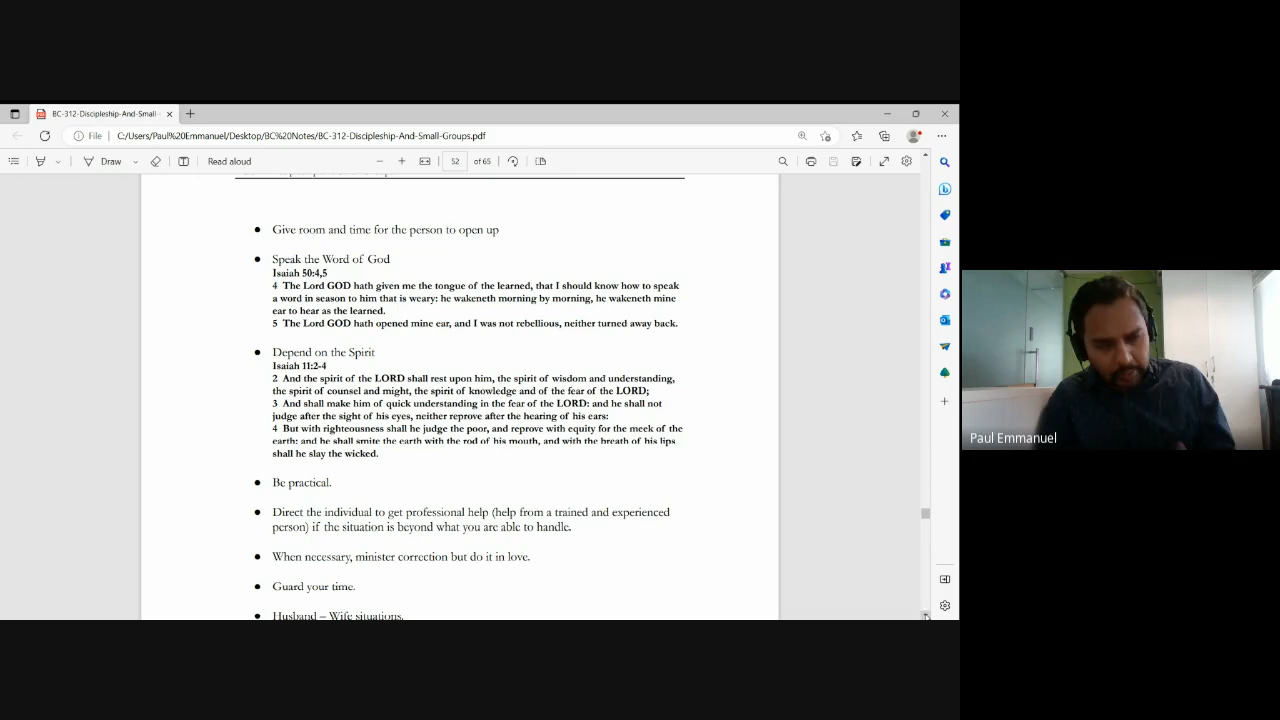 BC-312-Discipleship-And-Small-
File
C:/Users/Paul%20Emmanuel/Desktop/BC%20Notes/BC-312-Discipleship-And-Small-Groups.pdf
Draw
Read aloud
52 of 65
● Give room and time for the person to open up
● Speak the Word of God
Isaiah 50:4,5
4 The Lord GOD hath given me the tongue of the learned, that I should know how to speak
a word in season to him that is weary: he wakeneth morning by morning, he wakeneth mine
ear to hear as the learned.
5 The Lord GOD hath opened mine ear, and I was not rebellious, neither turned away back.
● Depend on the Spirit
Isaiah 11:2-4
2 And the spirit of the LORD shall rest upon him, the spirit of wisdom and understanding,
the spirit of counsel and might, the spirit of knowledge and of the fear of the LORD;
3 And shall make him of quick understanding in the fear of the LORD: and he shall not
judge after the sight of his eyes, neither reprove after the hearing of his ears:
4 But with righteousness shall he judge the poor, and reprove with equity for the meek of the
earth: and he shall smite the earth with the rod of his mouth, and with the breath of his lips
shall he slay the wicked.
● Be practical.
● Direct the individual to get professional help (help from a trained and experienced
person) if the situation is beyond what you are able to handle.
● When necessary, minister correction but do it in love.
● Guard your time.
● Husband – Wife situations.
Paul Emmanuel